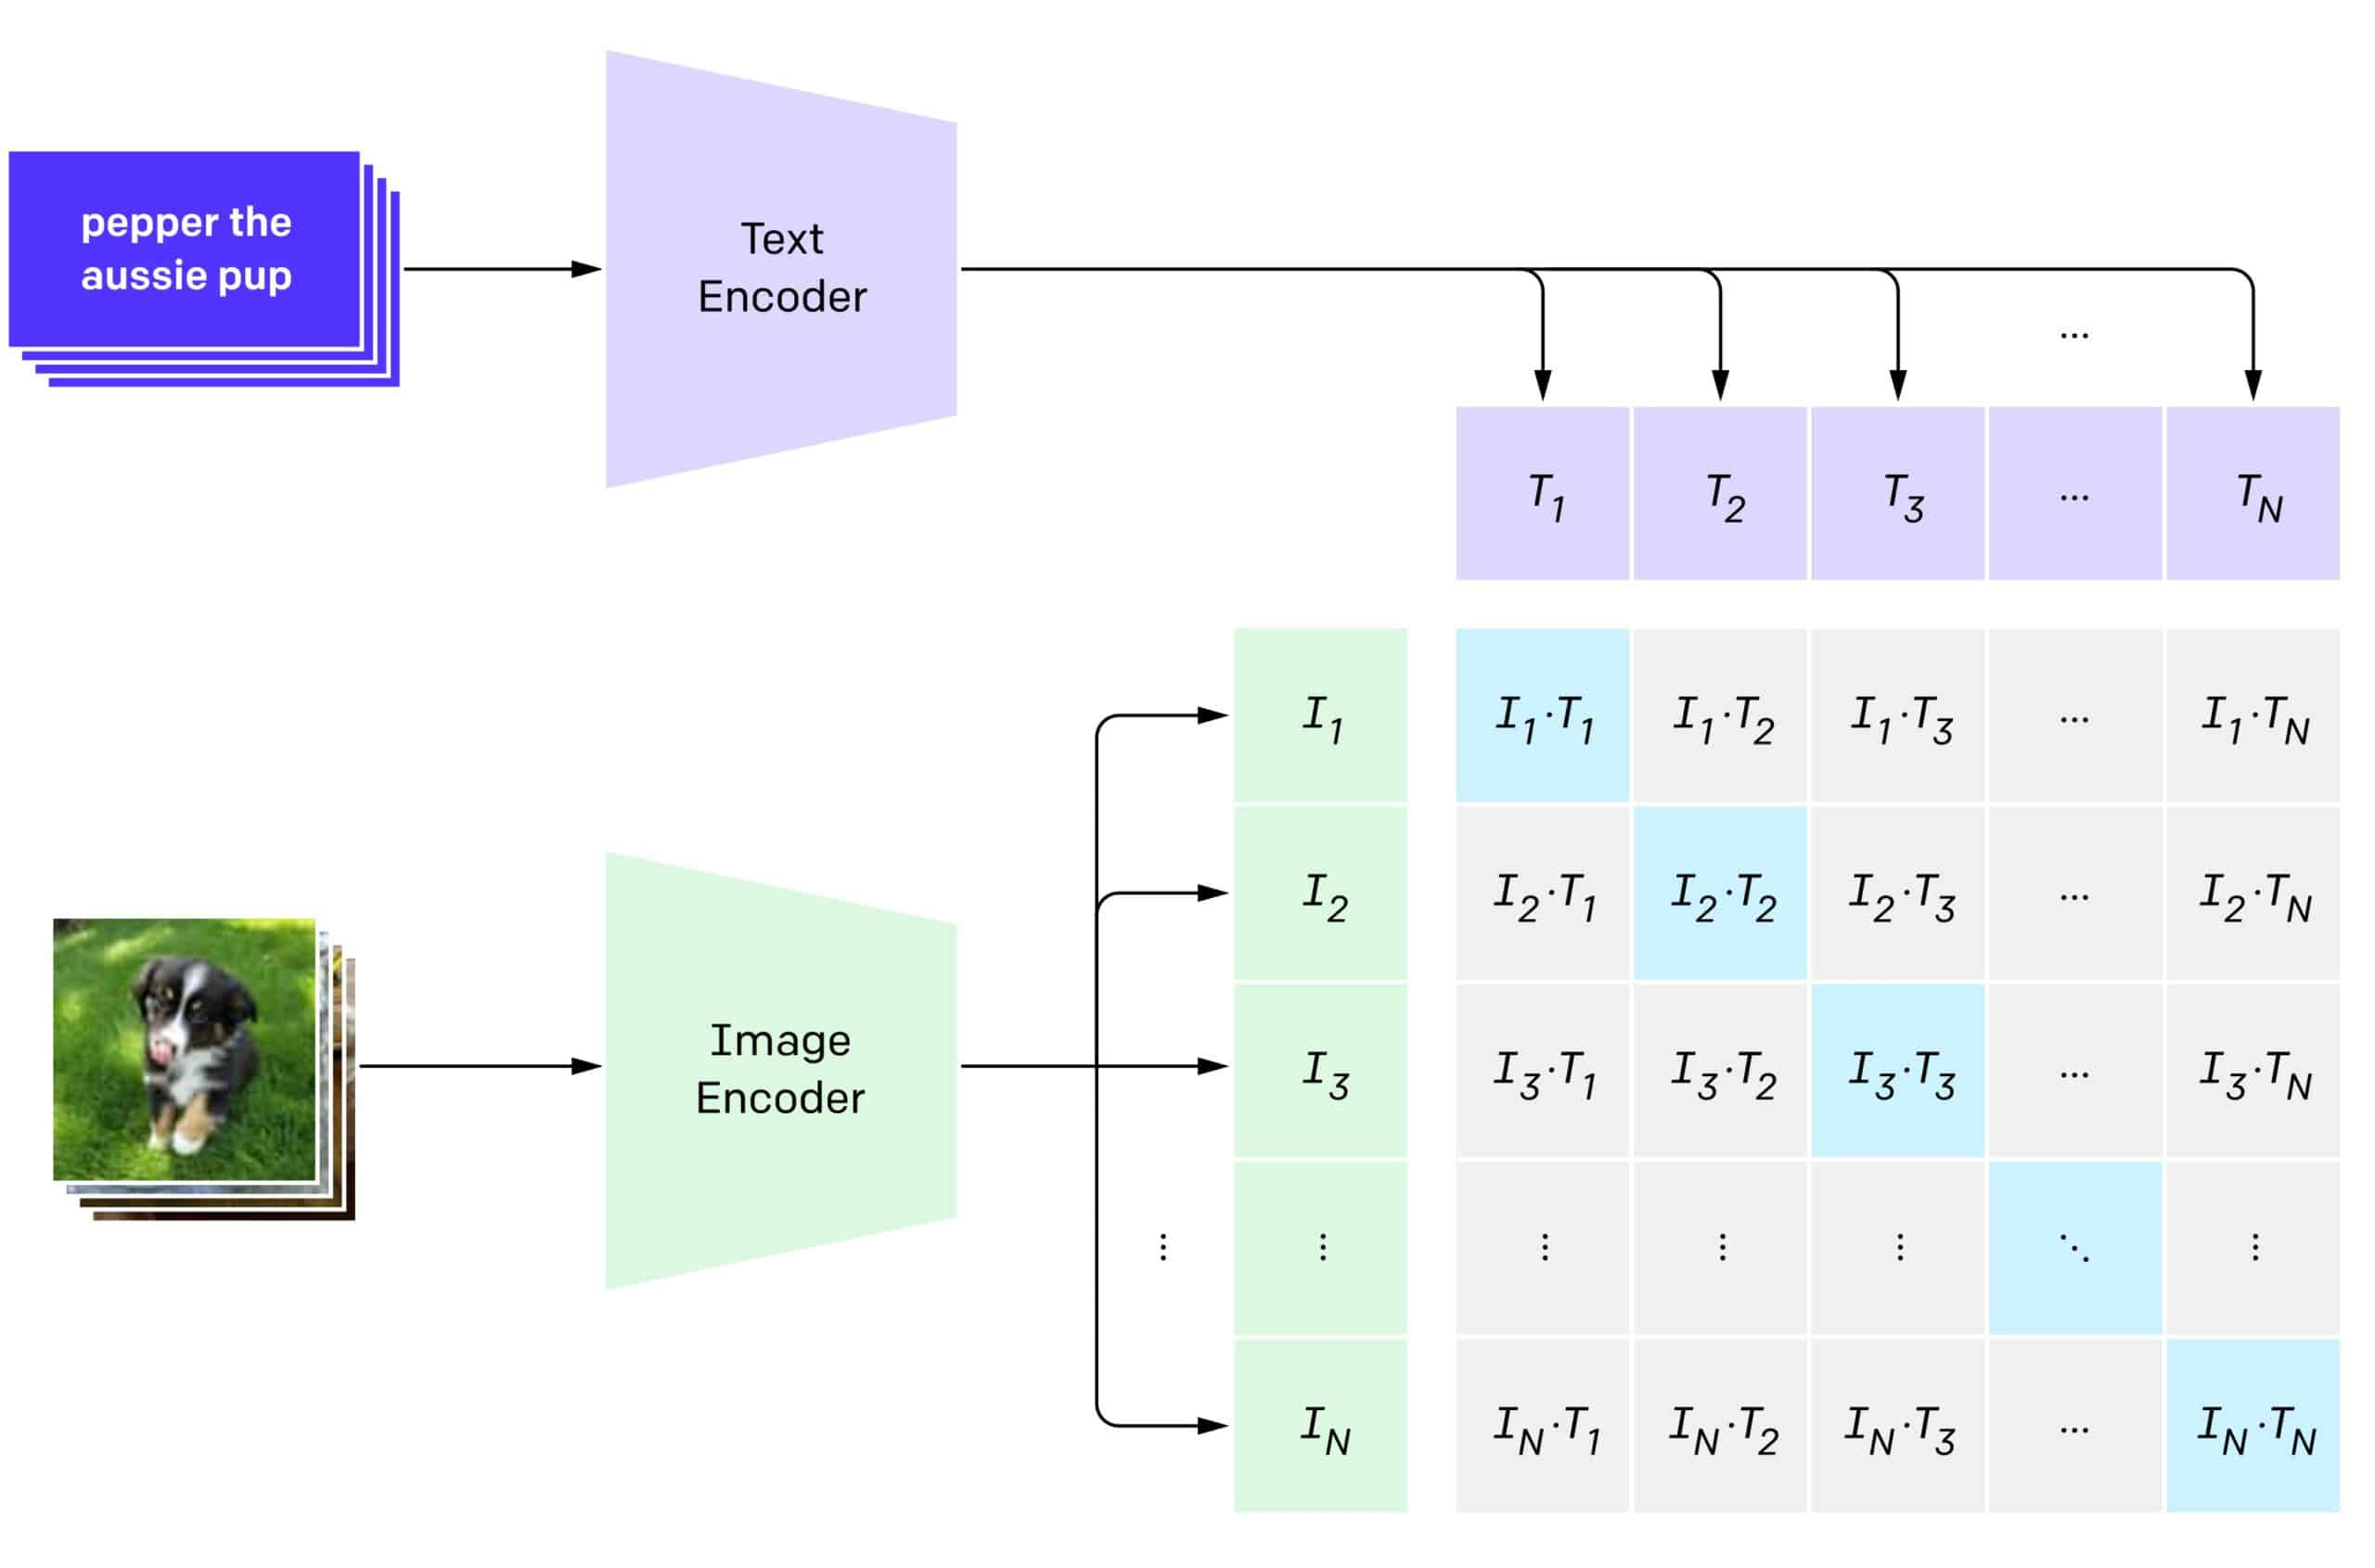 pepper the
aussie pup
Text
Encoder
...
T1 T2 T3 ... TN
I1 I1·T1 I1·T2 I1·T3 ... I1·TN
I2 I2·T1 I2·T2 I2·T3 ... I2·TN
Image
Encoder
I3 I3·T1 I3·T2 I3·T3 ... I3·TN
⋮ ⋮ ⋮ ⋮ ⋮ ⋱ ⋮
IN IN·T1 IN·T2 IN·T3 ... IN·TN